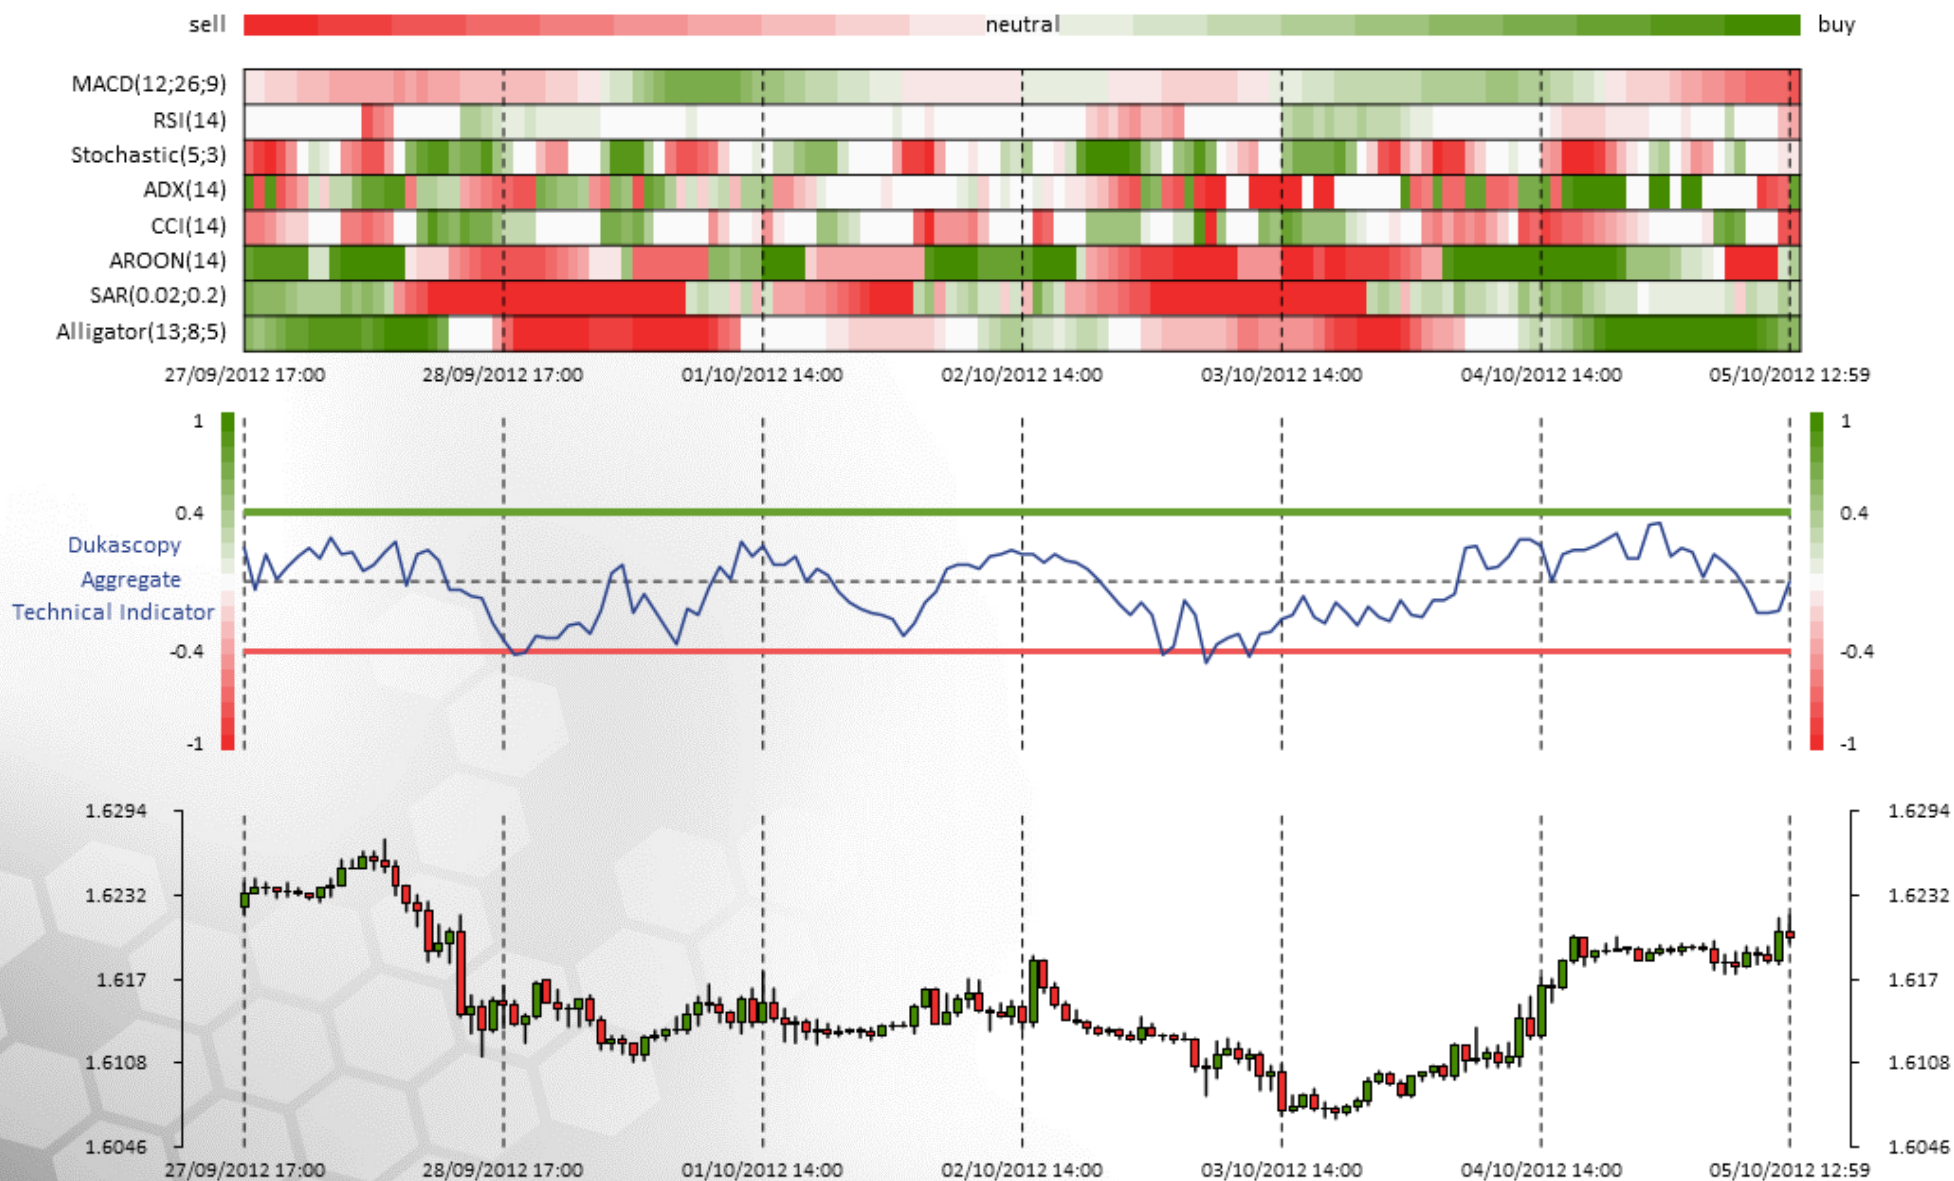 sell neutral buy
MACD(12;26;9)
RSI(14)
Stochastic(5;3)
ADX(14)
CCI(14)
AROON(14)
SAR(0.02;0.2)
Alligator(13;8;5)
27/09/2012 17:00 28/09/2012 17:00 01/10/2012 14:00 02/10/2012 14:00 03/10/2012 14:00 04/10/2012 14:00 05/10/2012 12:59
1 1
0.4 0.4
Dukascopy
Aggregate
Technical Indicator
-0.4 -0.4
-1 -1
1.6294 1.6294
1.6232 1.6232
1.617 1.617
1.6108 1.6108
1.6046 1.6046
27/09/2012 17:00 28/09/2012 17:00 01/10/2012 14:00 02/10/2012 14:00 03/10/2012 14:00 04/10/2012 14:00 05/10/2012 12:59